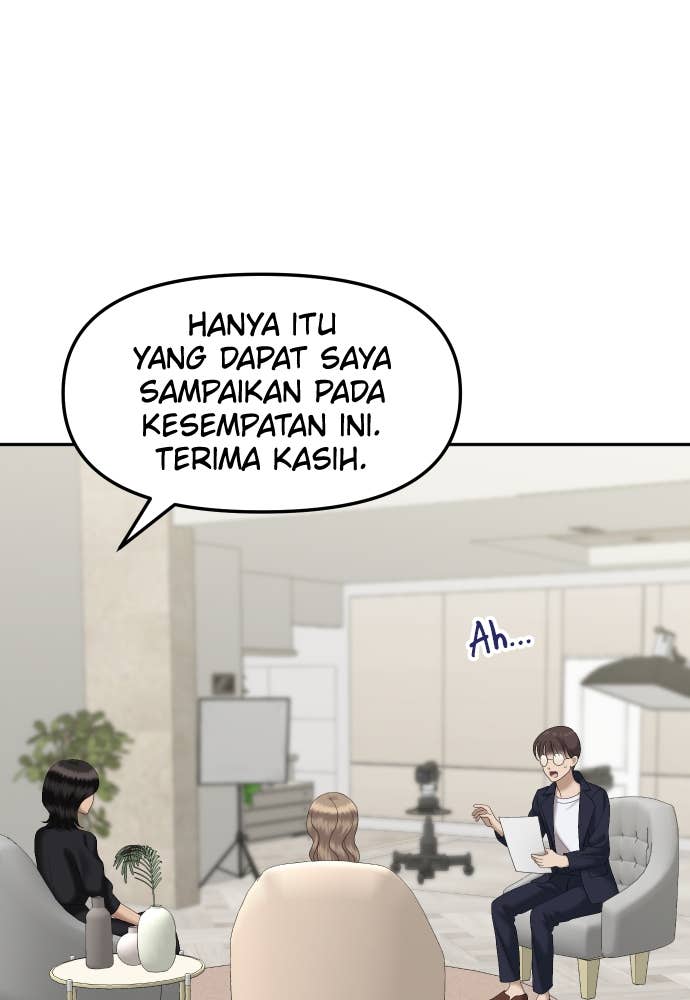 HANYA ITU
YANG DAPAT SAYA
SAMPAIKAN PADA
KESEMPATAN INI.
TERIMA KASIH.
Ah...